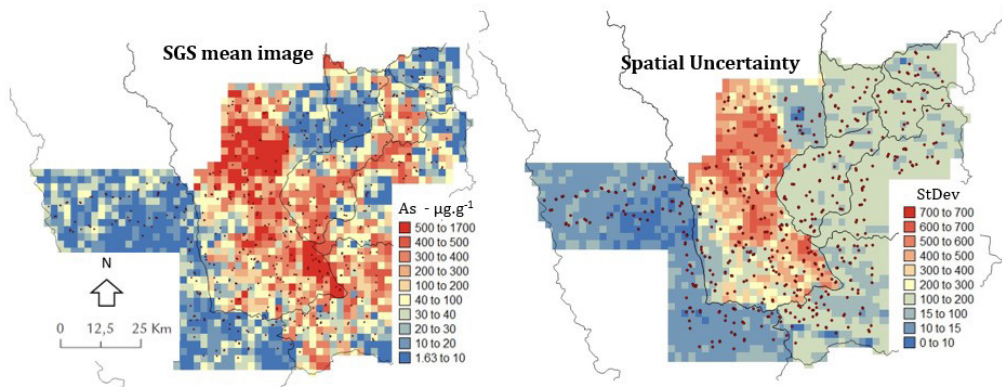 SGS mean image
As - µg.g-1
500 to 1700
400 to 500
300 to 400
200 to 300
100 to 200
40 to 100
30 to 40
20 to 30
10 to 20
1.63 to 10
N
0 12,5 25 Km
Spatial Uncertainty
StDev
700 to 700
600 to 700
500 to 600
300 to 400
200 to 300
100 to 200
15 to 100
10 to 15
0 to 10